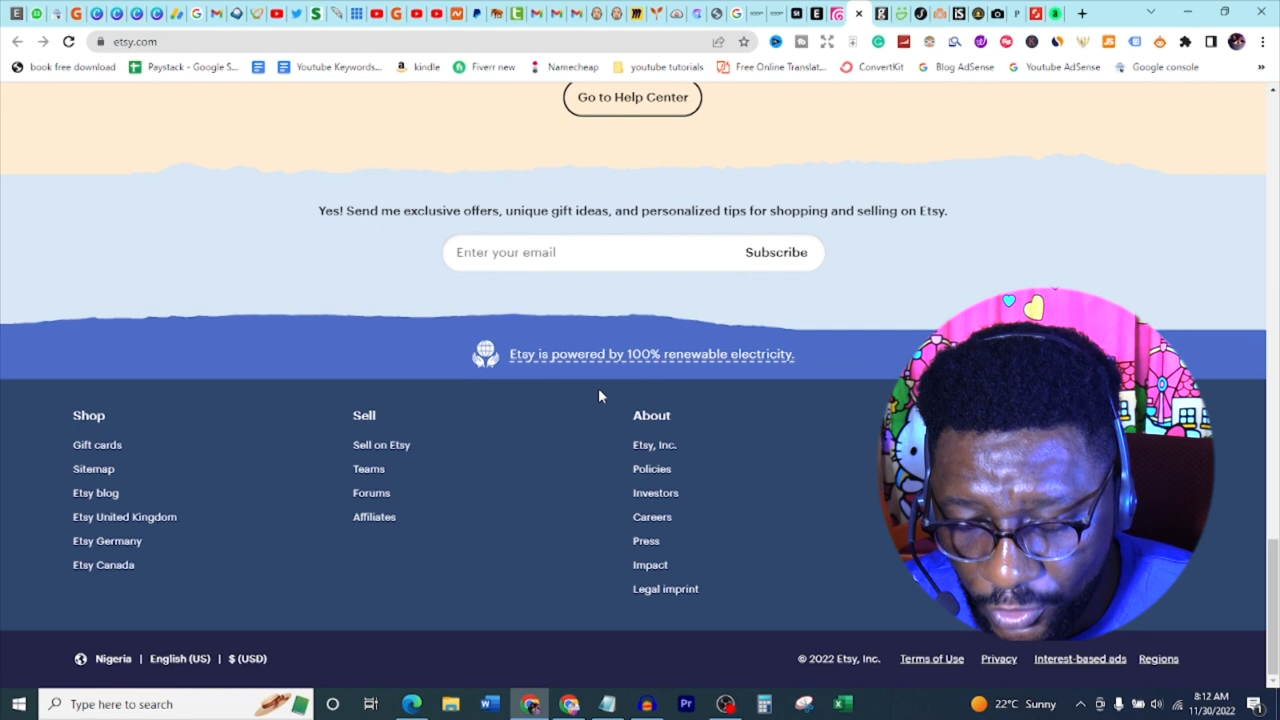 etsy.com
book free download
Paystack - Google S...
Youtube Keywords...
kindle
Fiverr new
Namecheap
youtube tutorials
Free Online Translat...
ConvertKit
Blog AdSense
Youtube AdSense
Google console
Go to Help Center
Yes! Send me exclusive offers, unique gift ideas, and personalized tips for shopping and selling on Etsy.
Enter your email
Subscribe
Etsy is powered by 100% renewable electricity.
Shop
Gift cards
Sitemap
Etsy blog
Etsy United Kingdom
Etsy Germany
Etsy Canada
Sell
Sell on Etsy
Teams
Forums
Affiliates
About
Etsy, Inc.
Policies
Investors
Careers
Press
Impact
Legal imprint
Nigeria | English (US) | $ (USD)
© 2022 Etsy, Inc.
Terms of Use
Privacy
Interest-based ads
Regions
Type here to search
22°C Sunny
8:12 AM
11/30/2022